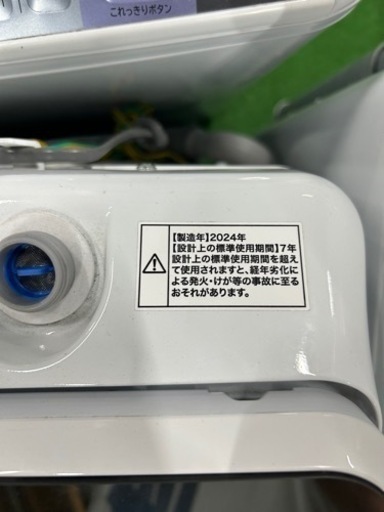 これっきりボタン
【製造年】2024年
【設計上の標準使用期間】7年
設計上の標準使用期間を超え
て使用されますと、経年劣化に
よる発火・けが等の事故に至る
おそれがあります。